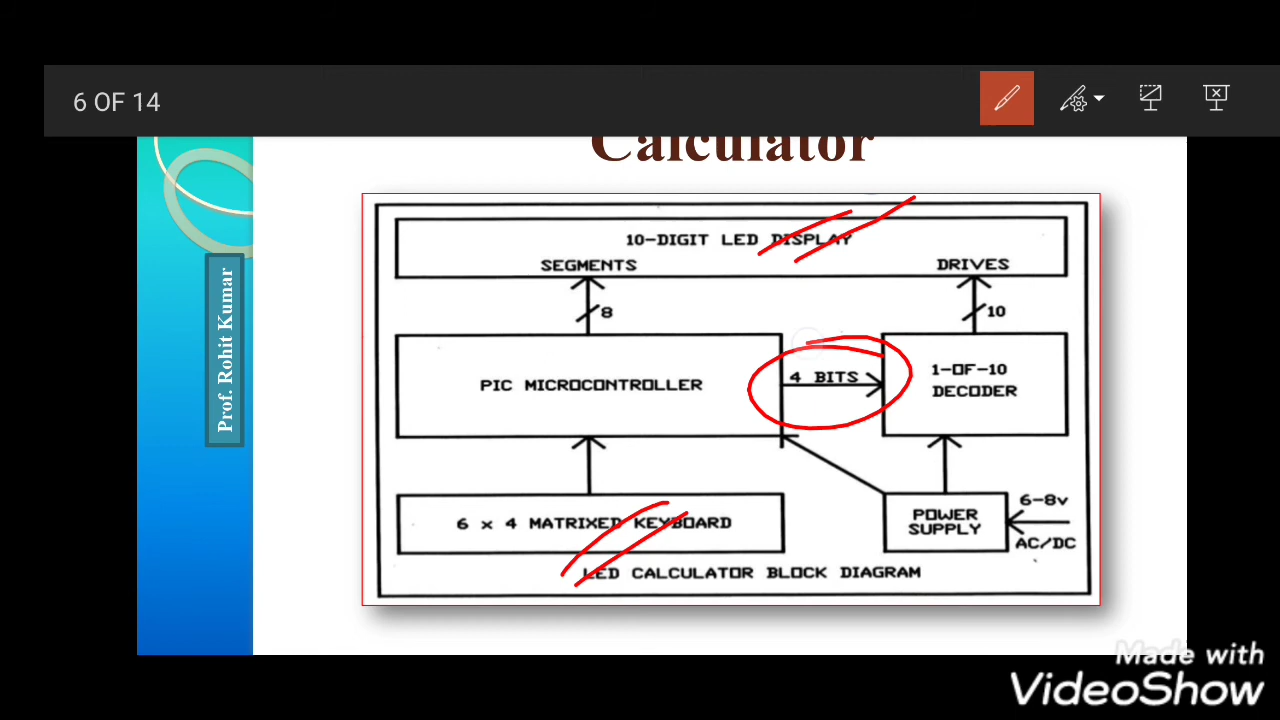 6 OF 14
Calculator
Prof. Rohit Kumar
10-DIGIT LED DISPLAY
SEGMENTS
DRIVES
8
10
PIC MICROCONTROLLER
4 BITS
1-OF-10
DECODER
6 x 4 MATRIXED KEYBOARD
POWER
SUPPLY
6-8v
AC/DC
LED CALCULATOR BLOCK DIAGRAM
Made with
VideoShow